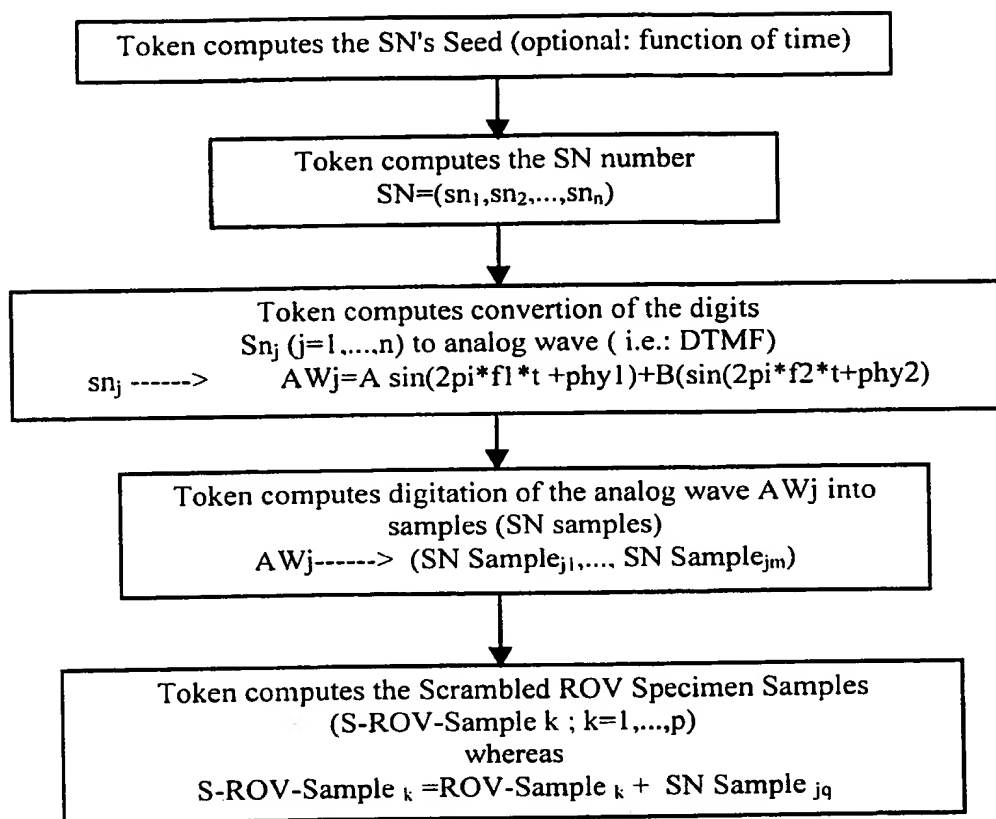 Token computes the SN's Seed (optional: function of time)
Token computes the SN number
SN=(sn₁,sn₂,...,snₙ)
Token computes convertion of the digits
Snⱼ (j=1,...,n) to analog wave ( i.e.: DTMF)
snⱼ ------> AWj=A sin(2pi*f1*t +phy1)+B(sin(2pi*f2*t+phy2)
Token computes digitation of the analog wave AWj into
samples (SN samples)
AWj------> (SN Sampleⱼ₁,..., SN Sampleⱼₘ)
Token computes the Scrambled ROV Specimen Samples
(S-ROV-Sample k ; k=1,...,p)
whereas
S-ROV-Sample ₖ =ROV-Sample ₖ + SN Sample jq